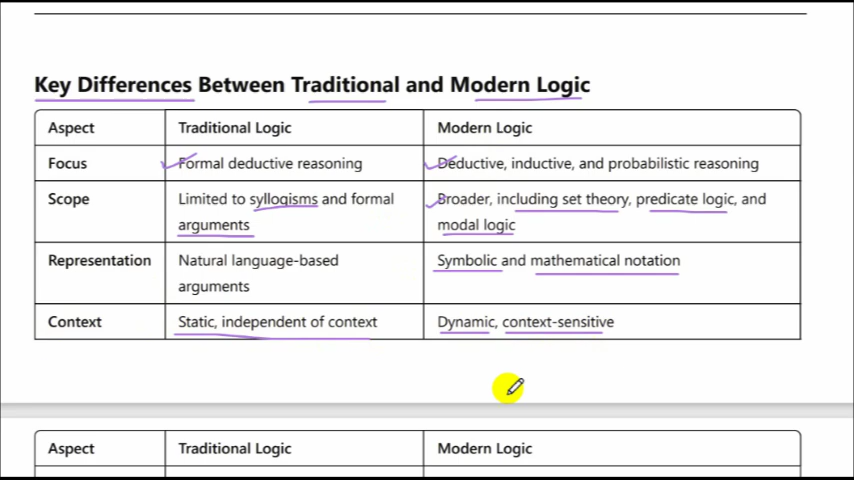 Key Differences Between Traditional and Modern Logic
Aspect Traditional Logic Modern Logic
Focus Formal deductive reasoning Deductive, inductive, and probabilistic reasoning
Scope Limited to syllogisms and formal Broader, including set theory, predicate logic, and
arguments modal logic
Representation Natural language-based Symbolic and mathematical notation
arguments
Context Static, independent of context Dynamic, context-sensitive
Aspect Traditional Logic Modern Logic